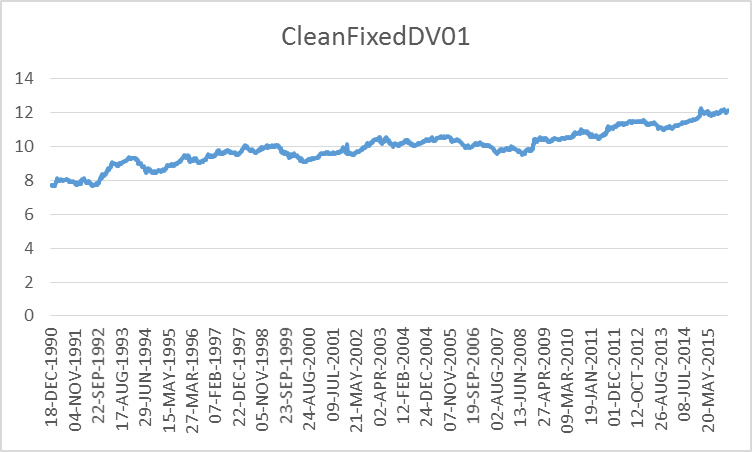 CleanFixedDV01
14
12
10
8
6
4
2
0
18-DEC-1990
04-NOV-1991
22-SEP-1992
17-AUG-1993
29-JUN-1994
15-MAY-1995
27-MAR-1996
07-FEB-1997
22-DEC-1997
05-NOV-1998
23-SEP-1999
24-AUG-2000
09-JUL-2001
21-MAY-2002
02-APR-2003
12-FEB-2004
24-DEC-2004
07-NOV-2005
19-SEP-2006
02-AUG-2007
13-JUN-2008
27-APR-2009
09-MAR-2010
19-JAN-2011
01-DEC-2011
12-OCT-2012
26-AUG-2013
08-JUL-2014
20-MAY-2015